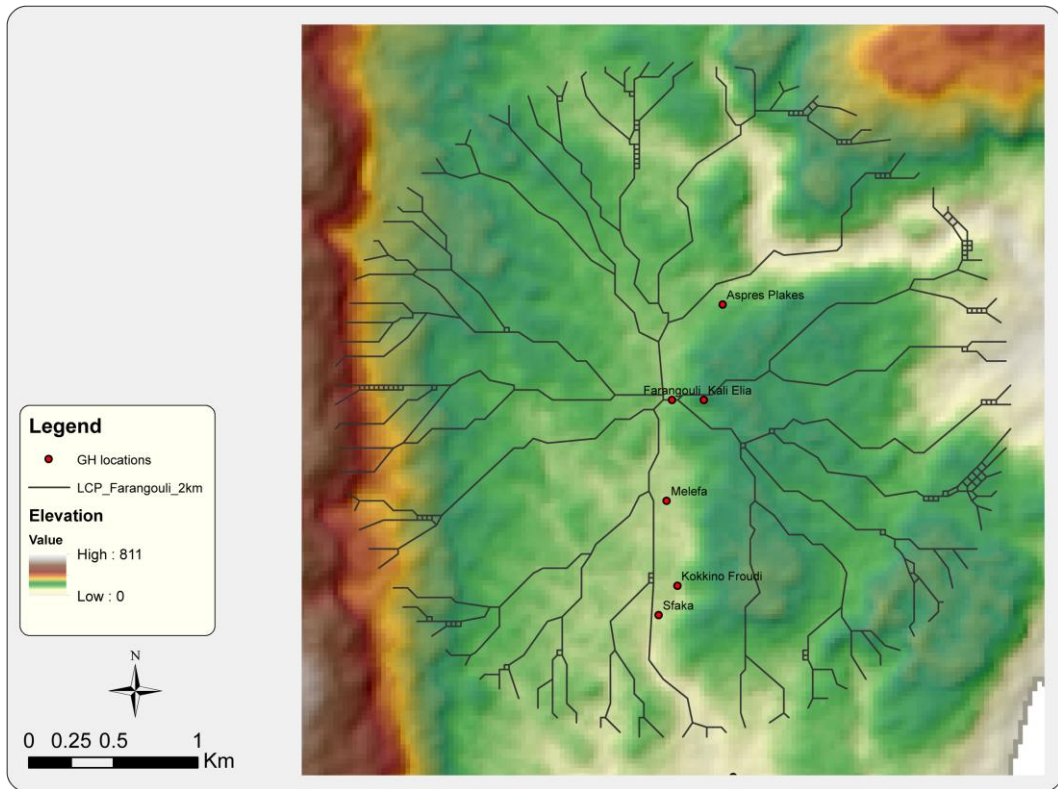 Aspres Plakes
Farangouli Kali Elia
Melefa
Kokkino Froudi
Sfaka
Legend
GH locations
LCP_Farangouli_2km
Elevation
Value
High : 811
Low : 0
N
0 0.25 0.5 1
Km